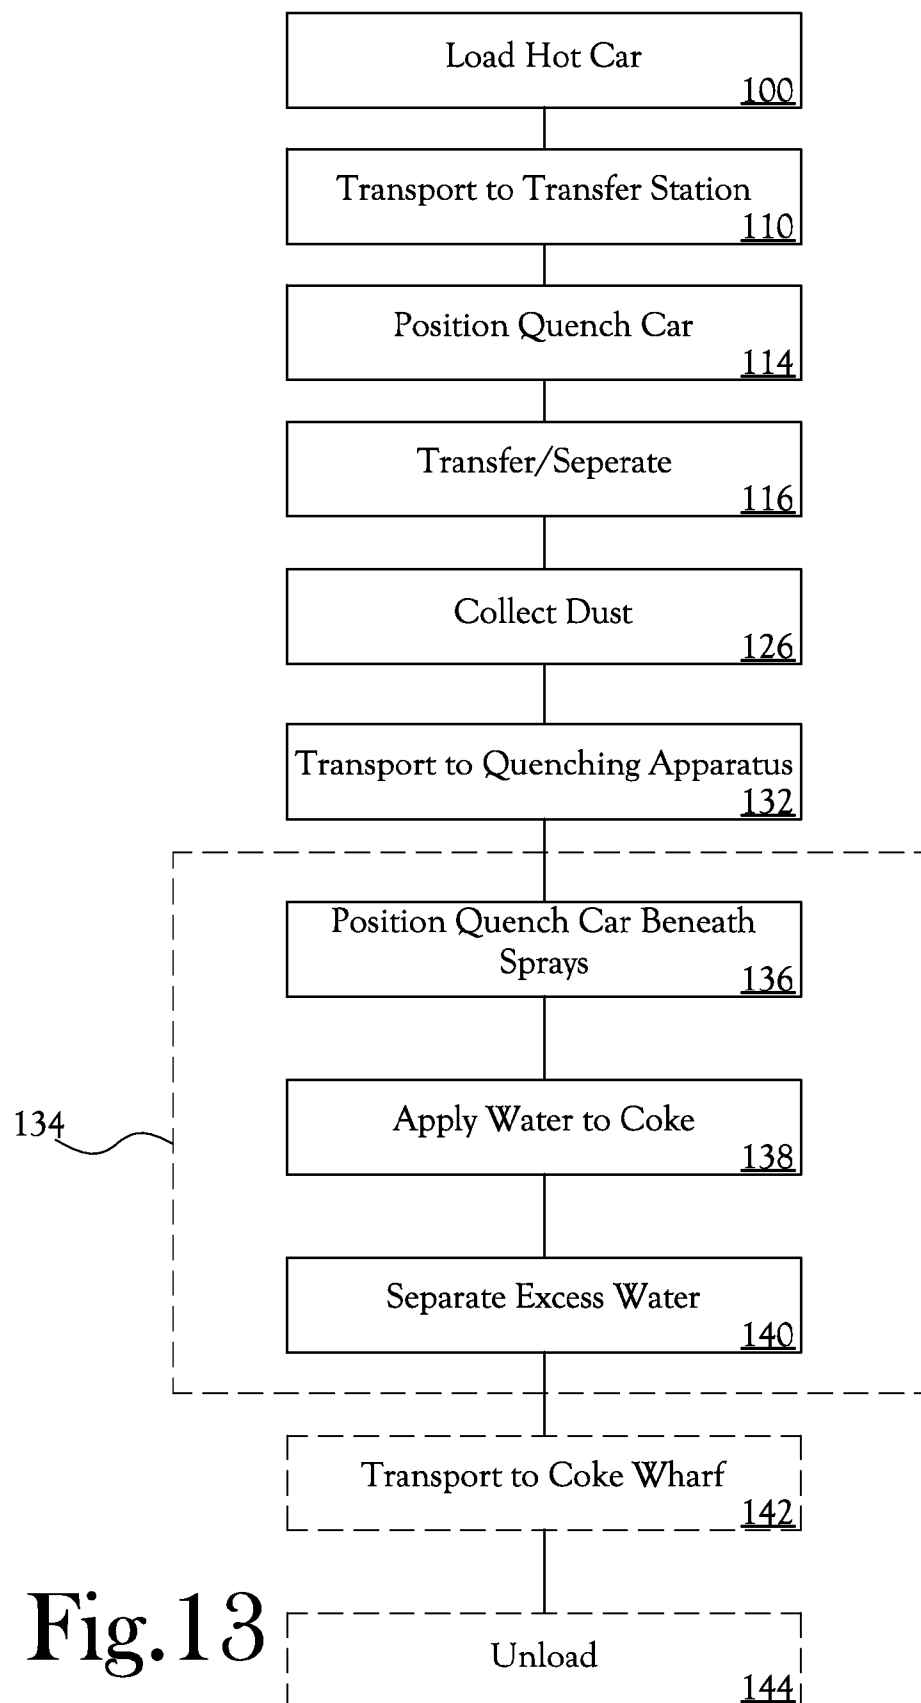 Load Hot Car
100
Transport to Transfer Station
110
Position Quench Car
114
Transfer/Seperate
116
Collect Dust
126
Transport to Quenching Apparatus
132
Position Quench Car Beneath
Sprays
136
134
Apply Water to Coke
138
Separate Excess Water
140
Transport to Coke Wharf
142
Fig.13
Unload
144